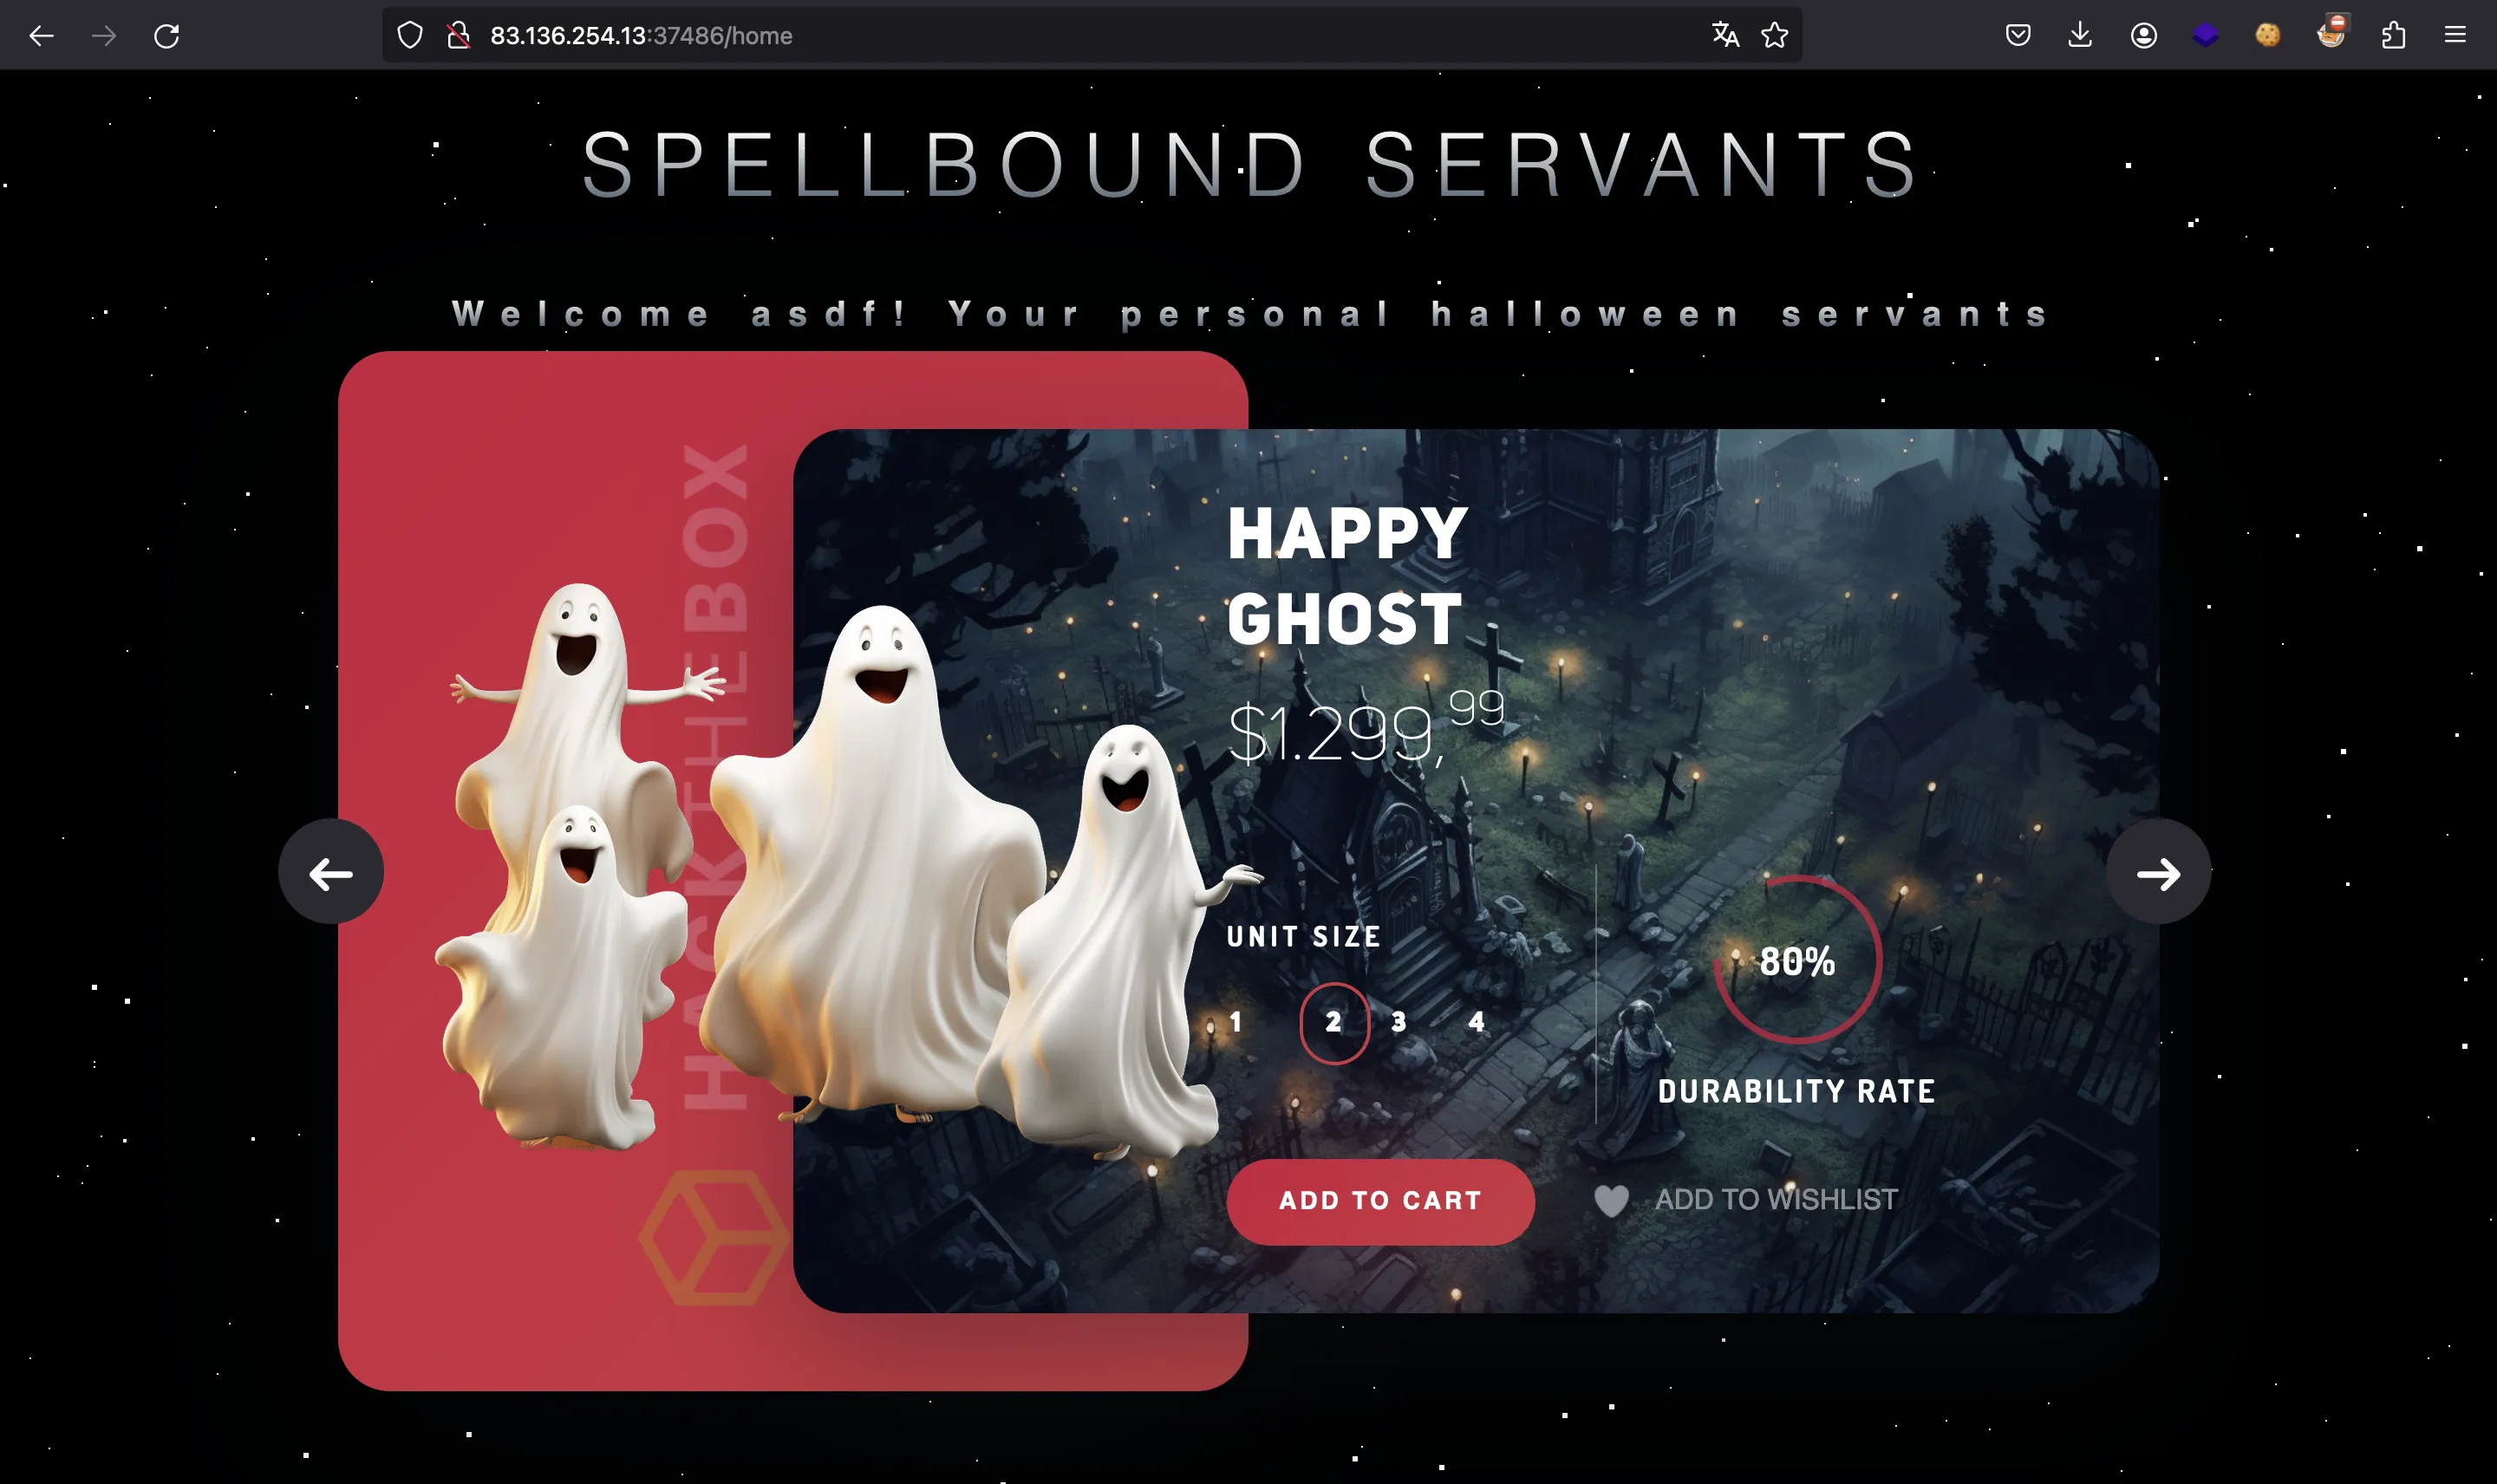 83.136.254.13:37486/home
SPELLBOUND SERVANTS
Welcome asdf! Your personal halloween servants
HACKTHEBOX
HAPPY
GHOST
$1.299,99
UNIT SIZE
1 2 3 4
80%
DURABILITY RATE
ADD TO CART
ADD TO WISHLIST